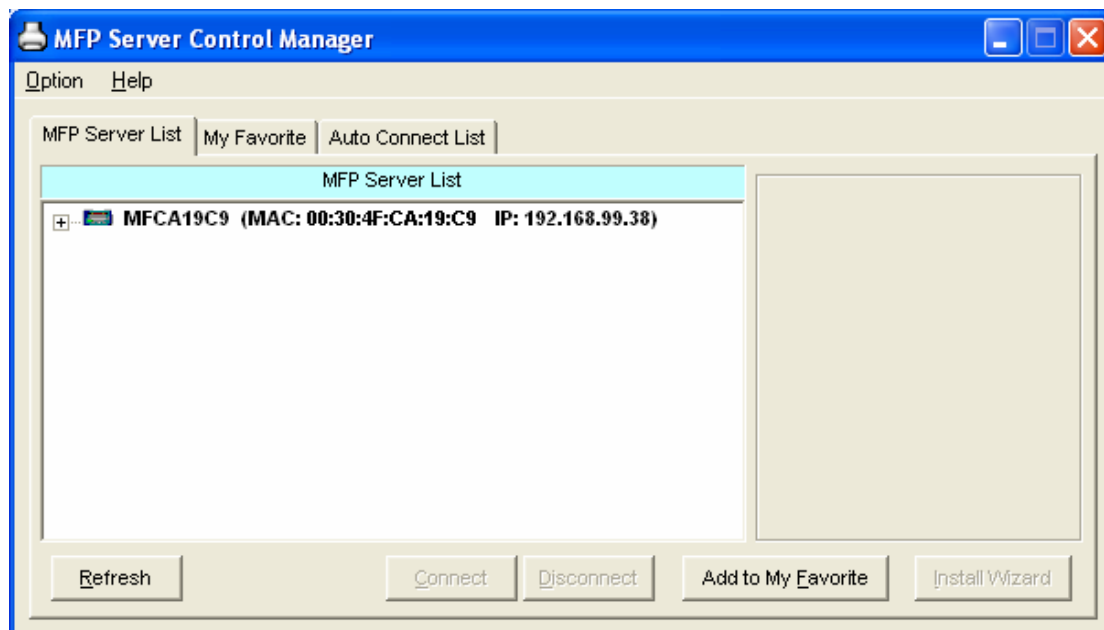 MFP Server Control Manager
Option Help
MFP Server List My Favorite Auto Connect List
MFP Server List
MFCA19C9 (MAC: 00:30:4F:CA:19:C9 IP: 192.168.99.38)
Refresh Connect Disconnect Add to My Favorite Install Wizard